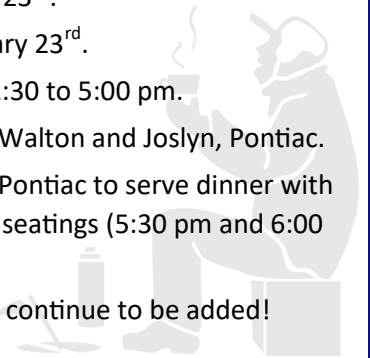 23
ary 23rd.
:30 to 5:00 pm.
Walton and Joslyn, Pontiac.
Pontiac to serve dinner with
seatings (5:30 pm and 6:00
continue to be added!